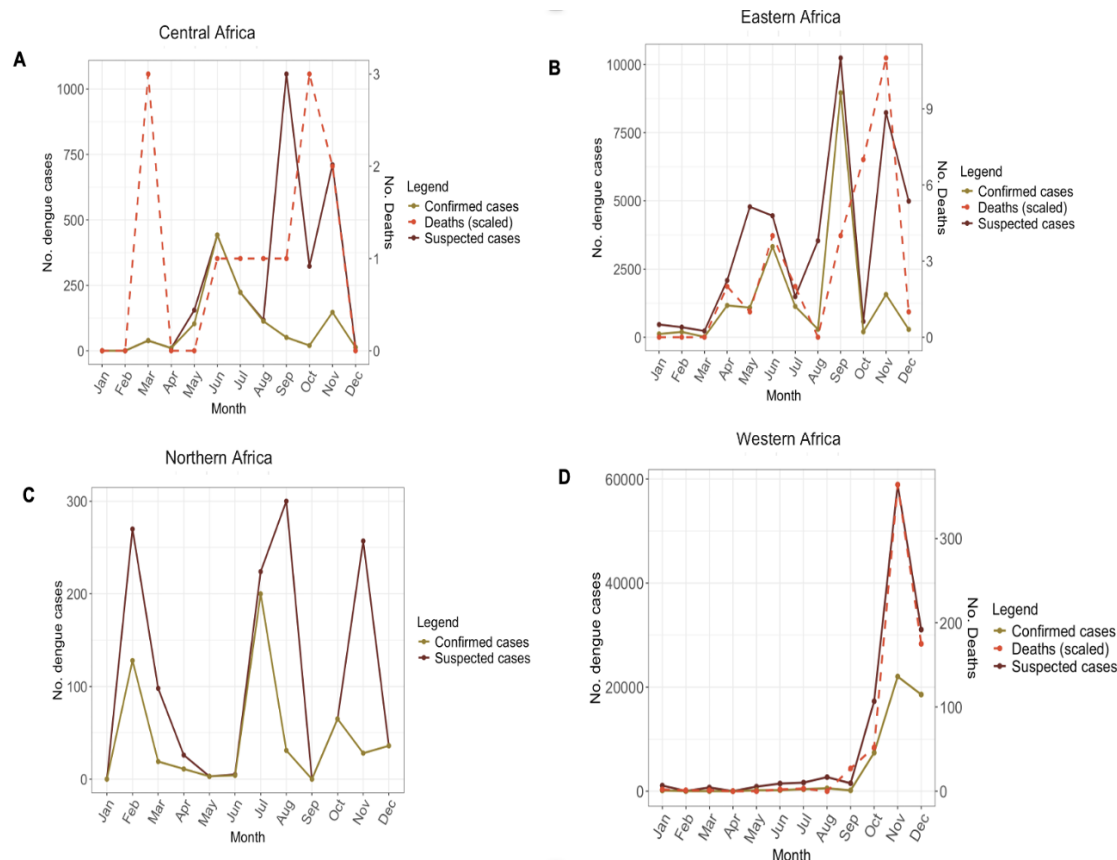 Central Africa
A
No. dengue cases
1000
750
500
250
0
3
2
1
0
No. Deaths
Jan
Feb
Mar
Apr
May
Jun
Jul
Aug
Sep
Oct
Nov
Dec
Month
Legend
Confirmed cases
Deaths (scaled)
Suspected cases
Eastern Africa
B
No. dengue cases
10000
7500
5000
2500
0
9
6
3
0
No. Deaths
Jan
Feb
Mar
Apr
May
Jun
Jul
Aug
Sep
Oct
Nov
Dec
Month
Legend
Confirmed cases
Deaths (scaled)
Suspected cases
Northern Africa
C
No. dengue cases
300
200
100
0
Jan
Feb
Mar
Apr
May
Jun
Jul
Aug
Sep
Oct
Nov
Dec
Month
Legend
Confirmed cases
Suspected cases
Western Africa
D
No. dengue cases
60000
40000
20000
0
300
200
100
0
No. Deaths
Jan
Feb
Mar
Apr
May
Jun
Jul
Aug
Sep
Oct
Nov
Dec
Month
Legend
Confirmed cases
Deaths (scaled)
Suspected cases